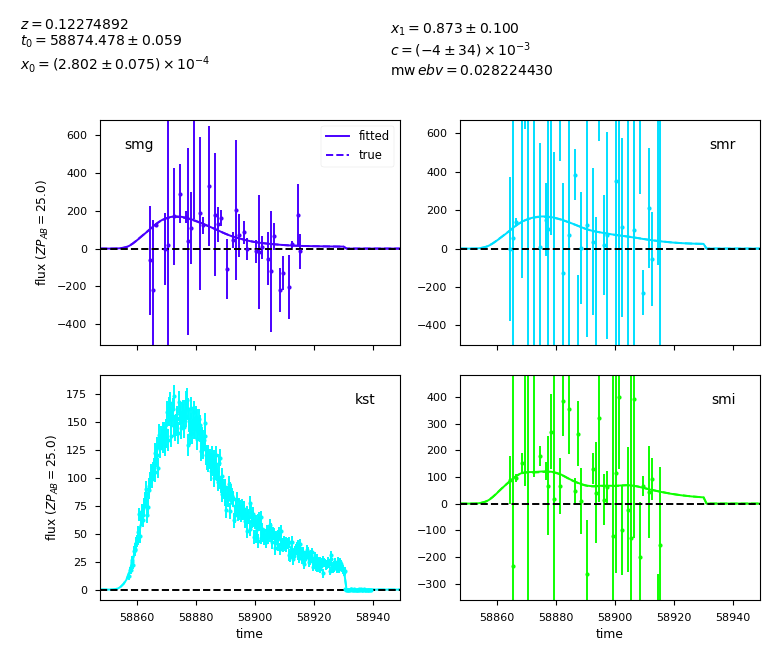 z = 0.12274892
t₀ = 58874.478 ± 0.059
x₀ = (2.802 ± 0.075) × 10⁻⁴
x₁ = 0.873 ± 0.100
c = (−4 ± 34) × 10⁻³
mw ebv = 0.028224430
smg
fitted
true
600
400
200
0
−200
−400
flux (ZP_AB = 25.0)
smr
600
400
200
0
−200
−400
kst
175
150
125
100
75
50
25
0
flux (ZP_AB = 25.0)
58860 58880 58900 58920 58940
time
smi
400
300
200
100
0
−100
−200
−300
58860 58880 58900 58920 58940
time